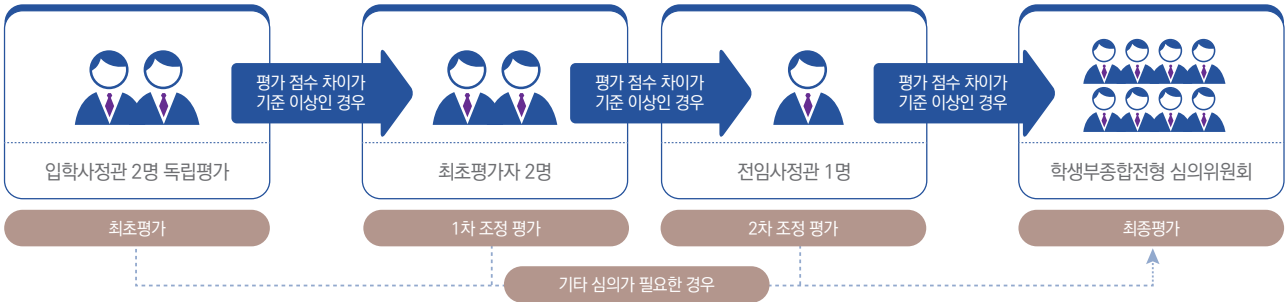 평가 점수 차이가
기준 이상인 경우
평가 점수 차이가
기준 이상인 경우
평가 점수 차이가
기준 이상인 경우
입학사정관 2명 독립평가
최초평가자 2명
전임사정관 1명
학생부종합전형 심의위원회
최초평가
1차 조정 평가
2차 조정 평가
최종평가
기타 심의가 필요한 경우